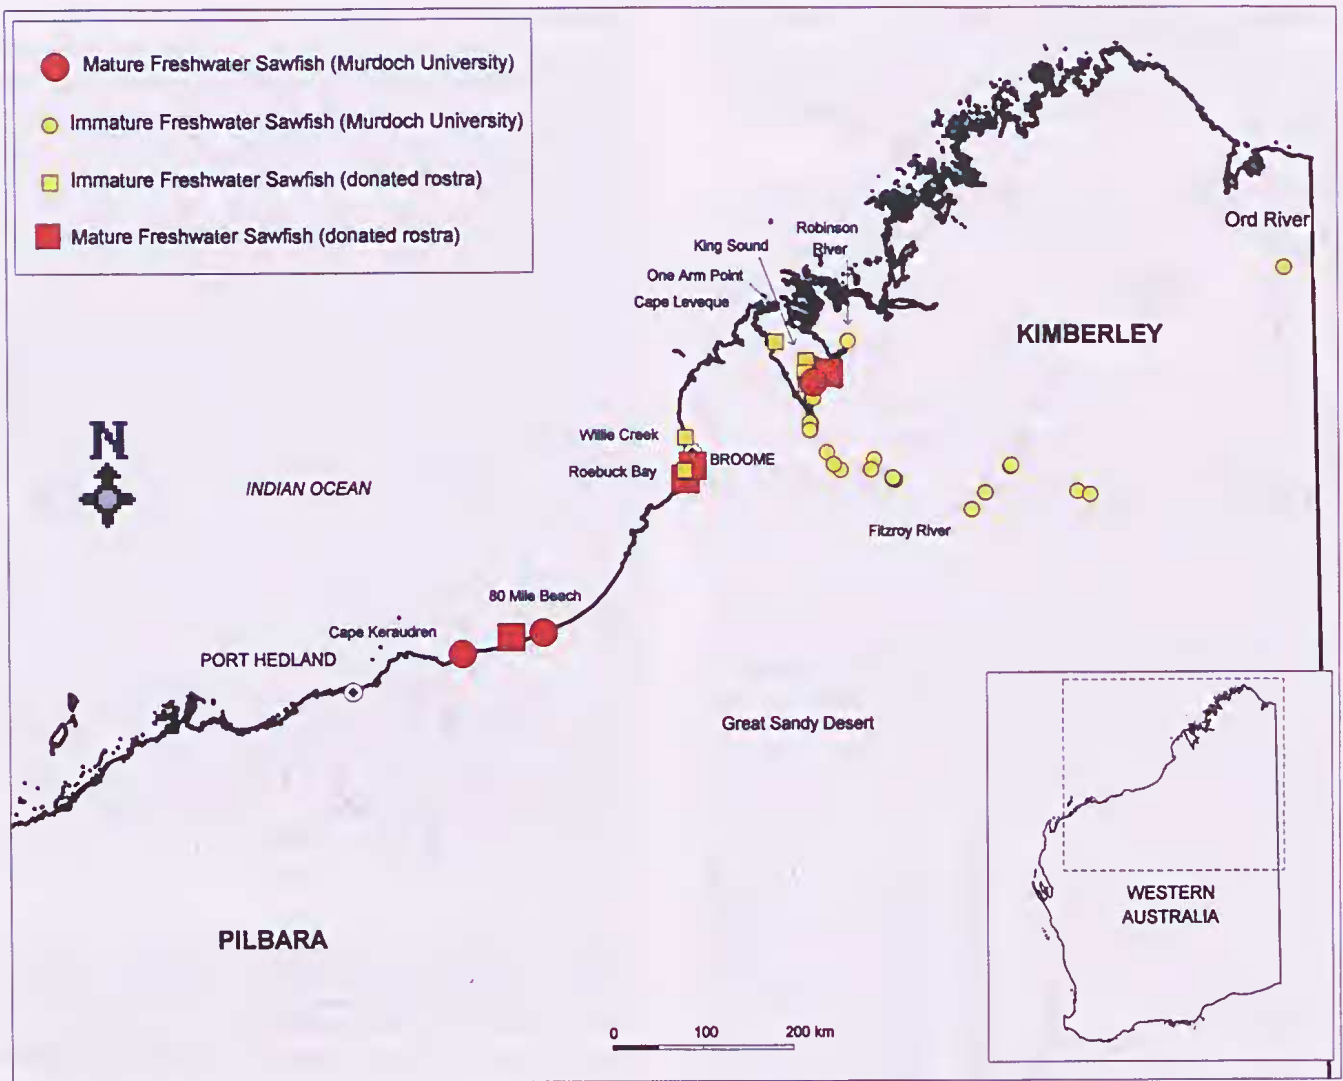 Mature Freshwater Sawfish (Murdoch University)
Immature Freshwater Sawfish (Murdoch University)
Immature Freshwater Sawfish (donated rostra)
Mature Freshwater Sawfish (donated rostra)
Ord River
Robinson
River
King Sound
One Arm Point
Cape Leveque
KIMBERLEY
N
INDIAN OCEAN
Willie Creek
BROOME
Roebuck Bay
Fitzroy River
80 Mile Beach
Cape Keraudren
PORT HEDLAND
Great Sandy Desert
WESTERN
AUSTRALIA
PILBARA
0 100 200 km